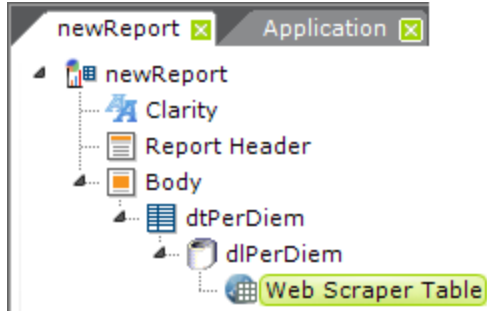 newReport Application
newReport
Clarity
Report Header
Body
dtPerDiem
dlPerDiem
Web Scraper Table